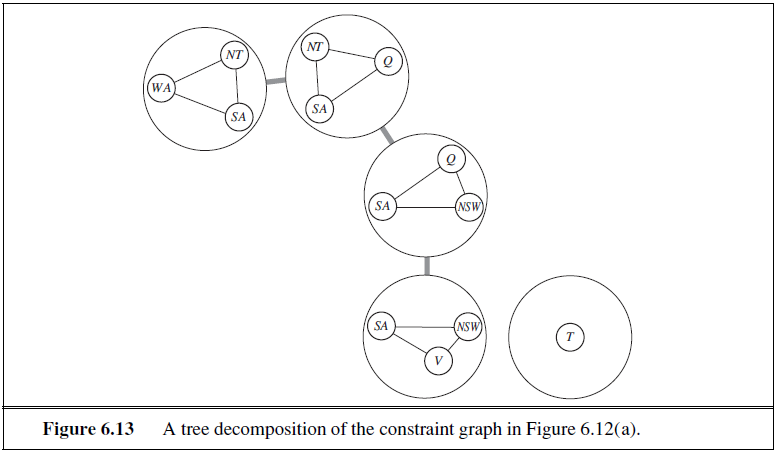 NT
WA
SA
NT
Q
SA
Q
SA
NSW
SA
NSW
V
T
Figure 6.13 A tree decomposition of the constraint graph in Figure 6.12(a).